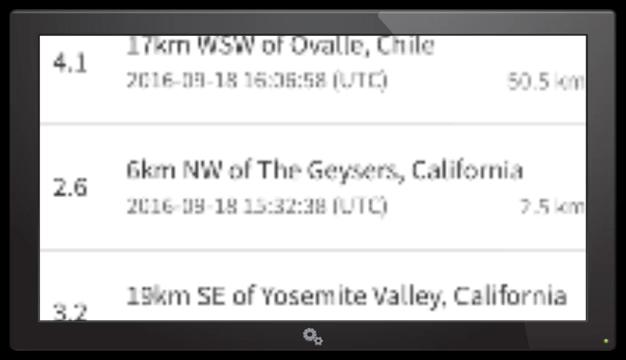 17km WSW of Ovalle, Chile
4.1
2016-09-18 16:06:58 (UTC) 50.5 km
6km NW of The Geysers, California
2.6
2016-09-18 15:32:38 (UTC) 2.5 km
19km SE of Yosemite Valley, California
3.2